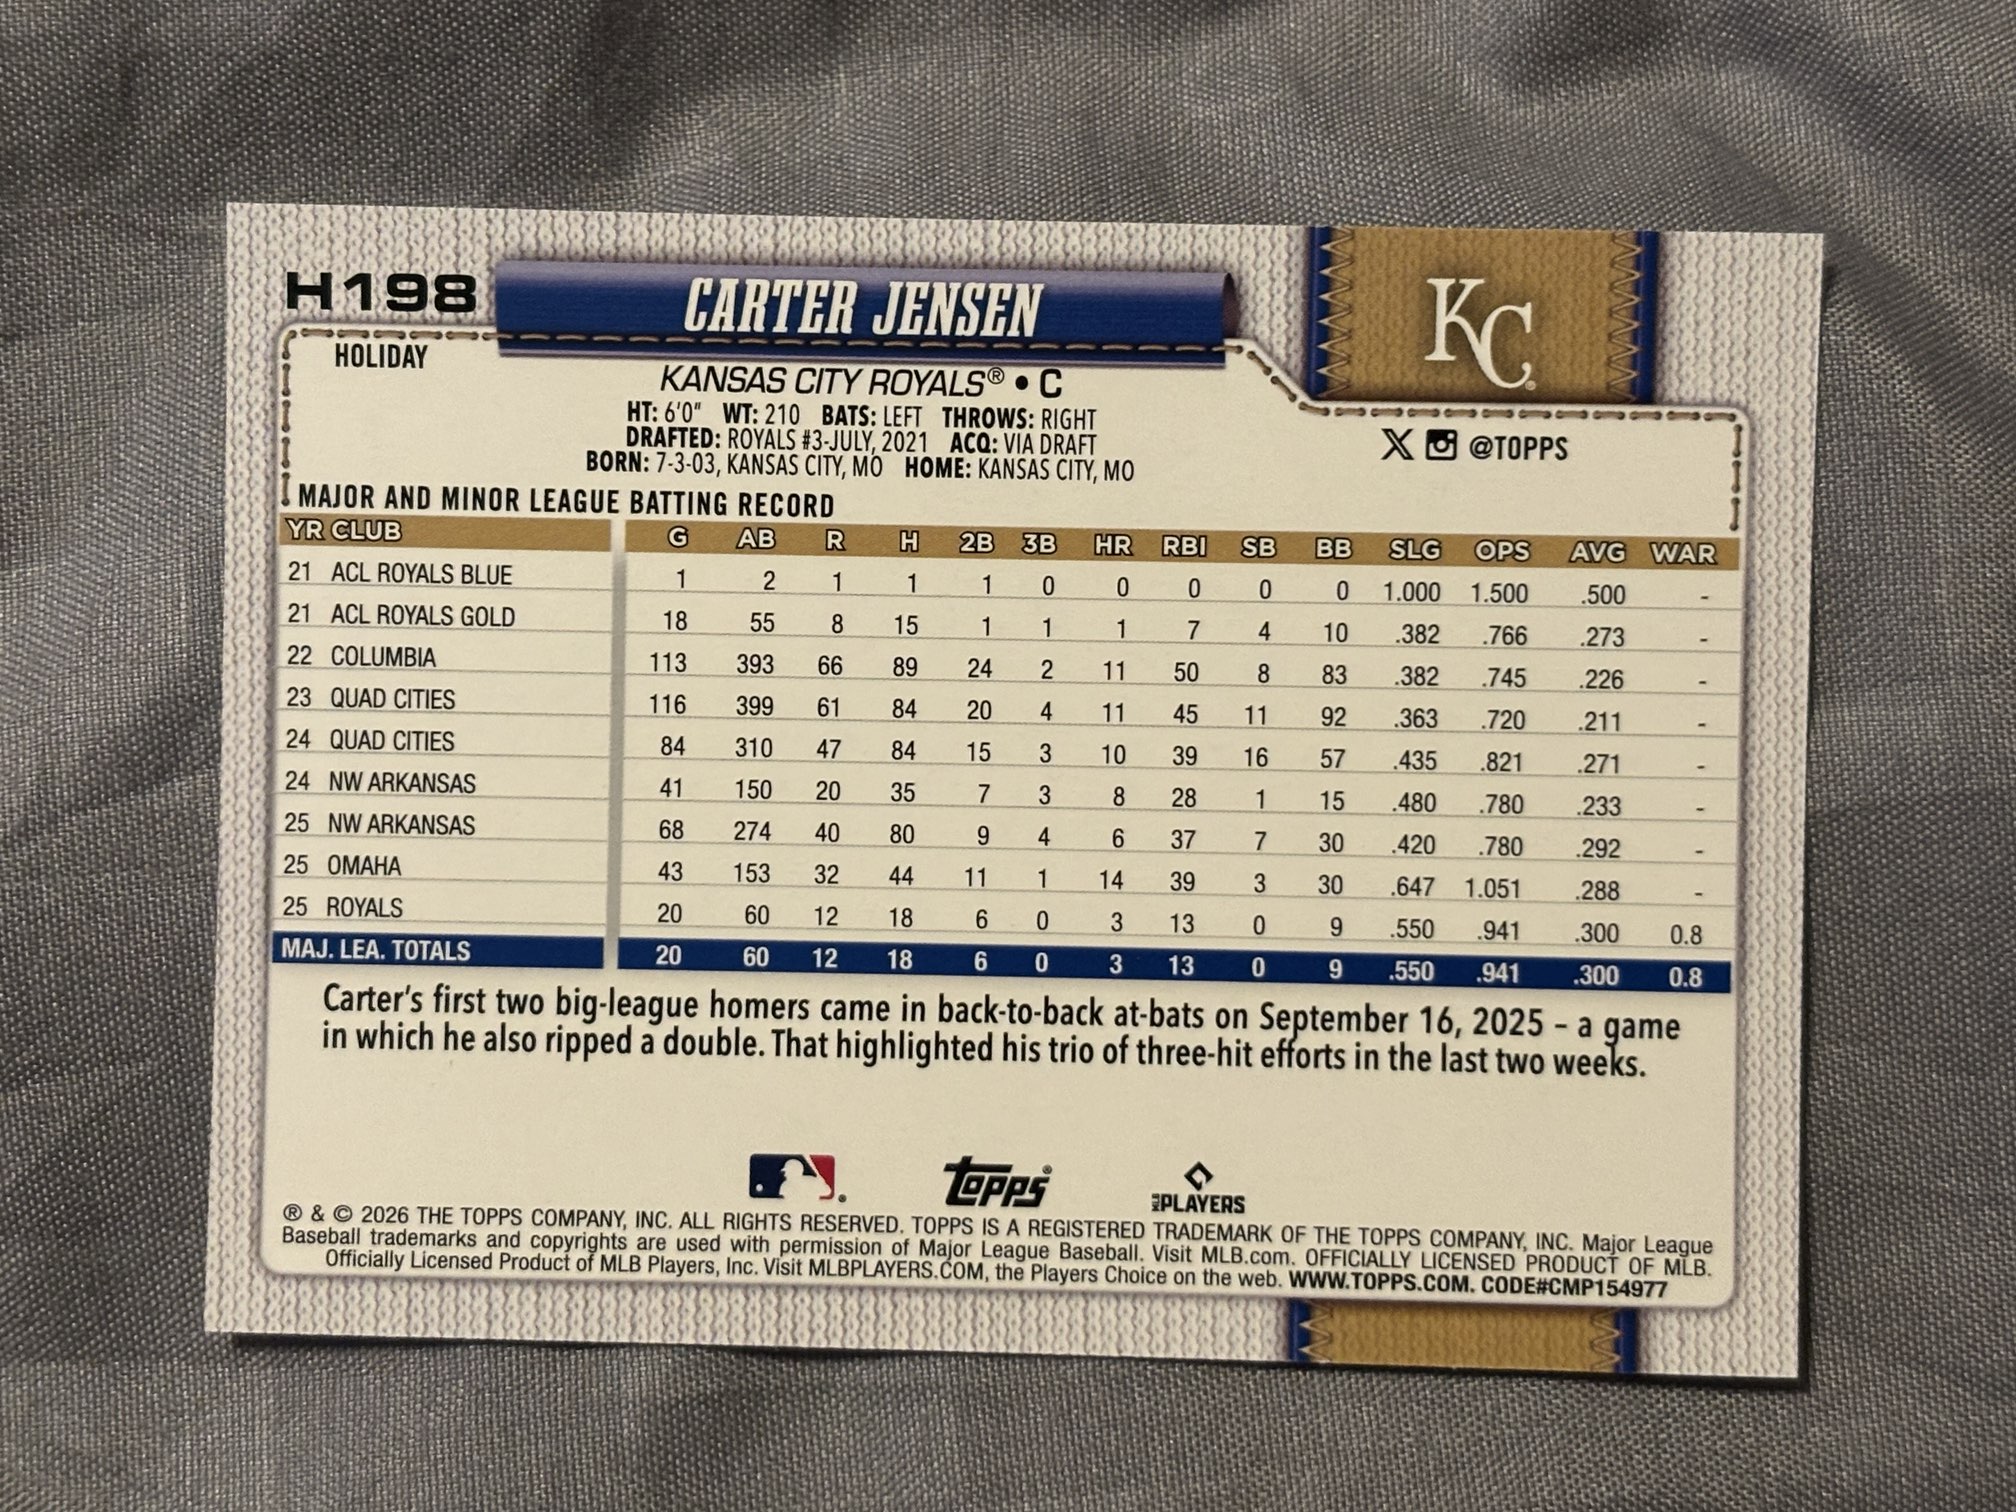 H198
CARTER JENSEN
KC
HOLIDAY
KANSAS CITY ROYALS® • C
HT: 6'0" WT: 210 BATS: LEFT THROWS: RIGHT
DRAFTED: ROYALS #3-JULY, 2021 ACQ: VIA DRAFT
BORN: 7-3-03, KANSAS CITY, MO HOME: KANSAS CITY, MO
X @TOPPS
MAJOR AND MINOR LEAGUE BATTING RECORD
YR CLUB G AB R H 2B 3B HR RBI SB BB SLG OPS AVG WAR
21 ACL ROYALS BLUE 1 2 1 1 1 0 0 0 0 0 1.000 1.500 .500 -
21 ACL ROYALS GOLD 18 55 8 15 1 1 1 7 4 10 .382 .766 .273 -
22 COLUMBIA 113 393 66 89 24 2 11 50 8 83 .382 .745 .226 -
23 QUAD CITIES 116 399 61 84 20 4 11 45 11 92 .363 .720 .211 -
24 QUAD CITIES 84 310 47 84 15 3 10 39 16 57 .435 .821 .271 -
24 NW ARKANSAS 41 150 20 35 7 3 8 28 1 15 .480 .780 .233 -
25 NW ARKANSAS 68 274 40 80 9 4 6 37 7 30 .420 .780 .292 -
25 OMAHA 43 153 32 44 11 1 14 39 3 30 .647 1.051 .288 -
25 ROYALS 20 60 12 18 6 0 3 13 0 9 .550 .941 .300 0.8
MAJ. LEA. TOTALS 20 60 12 18 6 0 3 13 0 9 .550 .941 .300 0.8
Carter's first two big-league homers came in back-to-back at-bats on September 16, 2025 – a game
in which he also ripped a double. That highlighted his trio of three-hit efforts in the last two weeks.
topps®
MLB PLAYERS
® & © 2026 THE TOPPS COMPANY, INC. ALL RIGHTS RESERVED. TOPPS IS A REGISTERED TRADEMARK OF THE TOPPS COMPANY, INC. Major League
Baseball trademarks and copyrights are used with permission of Major League Baseball. Visit MLB.com. OFFICIALLY LICENSED PRODUCT OF MLB.
Officially Licensed Product of MLB Players, Inc. Visit MLBPLAYERS.COM, the Players Choice on the web. WWW.TOPPS.COM. CODE#CMP154977